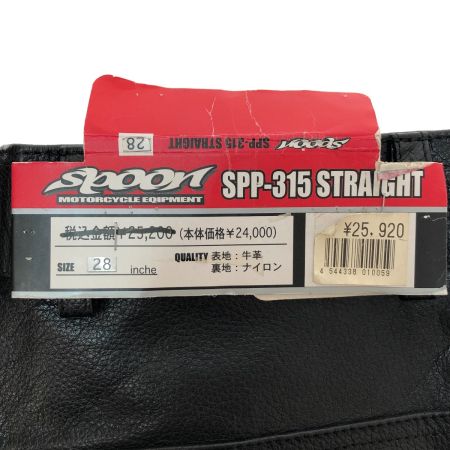 spoon
SPP-315 STRAIGHT
28
spoon
MOTORCYCLE EQIPMENT
SPP-315 STRAIGHT
税込金額¥25,200 (本体価格¥24,000)
¥25.920
SIZE 28 inche
QUALITY 表地：牛革
裏地：ナイロン
4 544338 010059